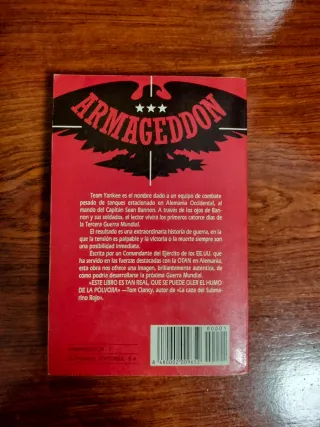 ARMAGEDDON
Team Yankee es el nombre dado a un equipo de combate
pesado de tanques estacionado en Alemania Occidental, al
mando del Capitán Sean Bannon. A través de los ojos de Ban-
non y sus soldados, el lector vivirá los primeros catorce días de
la Tercera Guerra Mundial.
El resultado es una extraordinaria historia de guerra, en la
que la tensión es palpable y la victoria o la muerte siempre son
una posibilidad inmediata.
Escrita por un Comandante del Ejército de los EE.UU. que
ha servido en las fuerzas destacadas con la OTAN en Alemania,
esta obra nos ofrece una imagen, brillantemente auténtica, de
cómo podría desarrollarse la próxima Guerra Mundial.
«ESTE LIBRO ES TAN REAL, QUE SE PUEDE OLER EL HUMO
DE LA POLVORA» —Tom Clancy, autor de «La caza del Subma-
rino Rojo».
00005